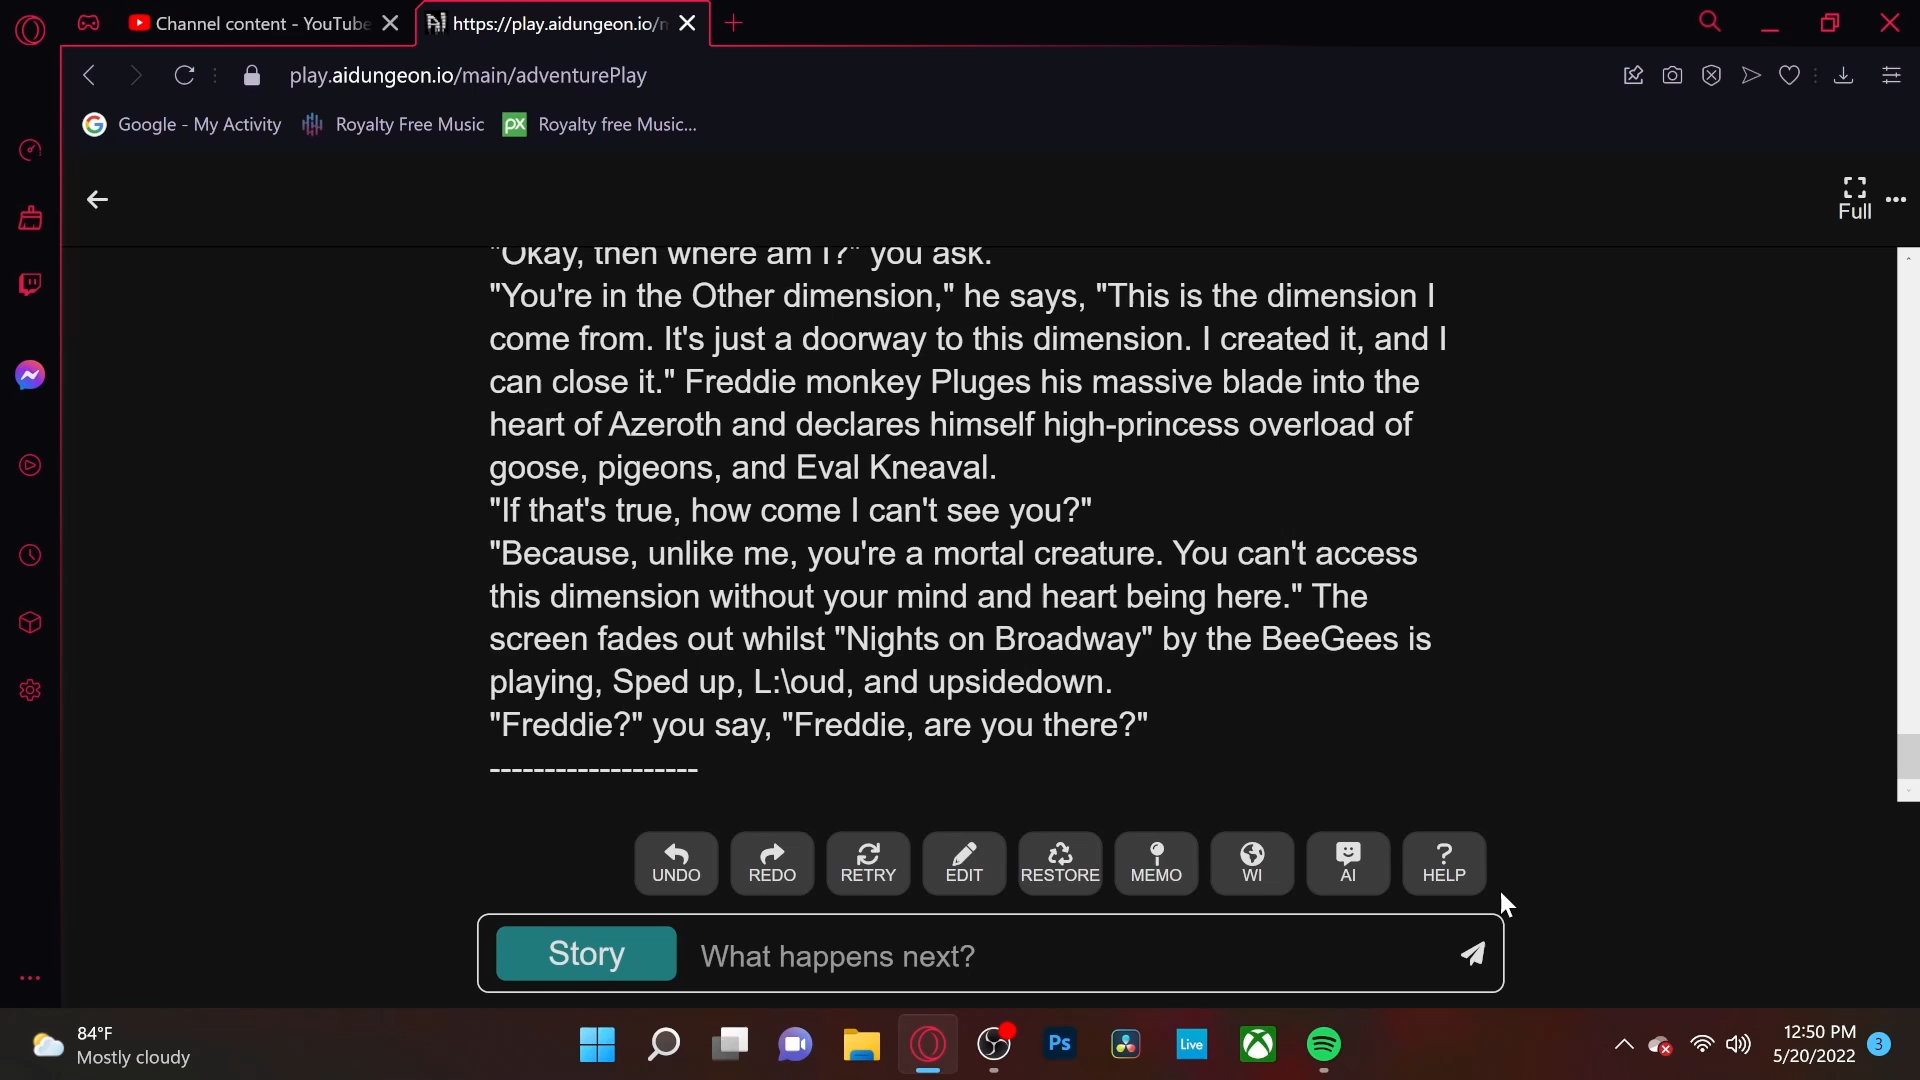 Channel content - YouTube
https://play.aidungeon.io/m
play.aidungeon.io/main/adventurePlay
Google - My Activity
Royalty Free Music
px
Royalty free Music...
Full
"Okay, then where am I?" you ask.
"You're in the Other dimension," he says, "This is the dimension I
come from. It's just a doorway to this dimension. I created it, and I
can close it." Freddie monkey Pluges his massive blade into the
heart of Azeroth and declares himself high-princess overload of
goose, pigeons, and Eval Kneaval.
"If that's true, how come I can't see you?"
"Because, unlike me, you're a mortal creature. You can't access
this dimension without your mind and heart being here." The
screen fades out whilst "Nights on Broadway" by the BeeGees is
playing, Sped up, L:\oud, and upsidedown.
"Freddie?" you say, "Freddie, are you there?"
-------------------
UNDO
REDO
RETRY
EDIT
RESTORE
MEMO
WI
AI
HELP
Story
What happens next?
84°F
Mostly cloudy
Ps
Live
12:50 PM
5/20/2022
3